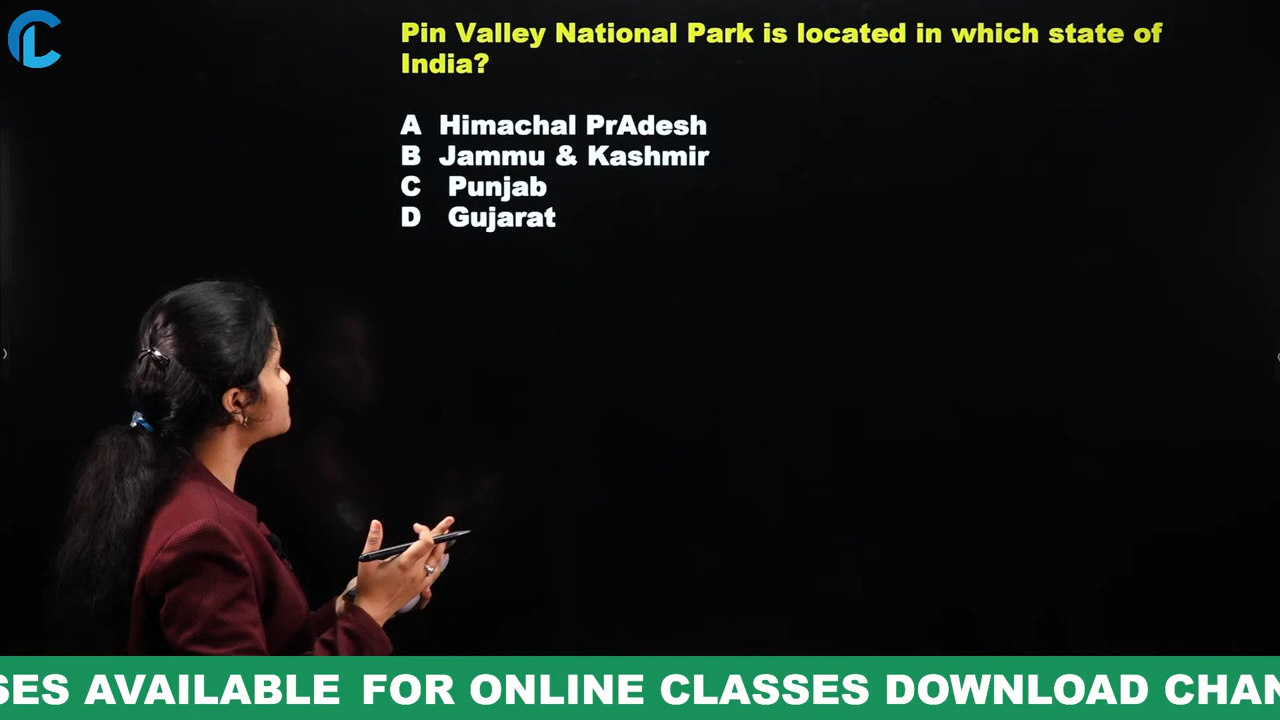 Pin Valley National Park is located in which state of
India?
A Himachal PrAdesh
B Jammu & Kashmir
C Punjab
D Gujarat
SES AVAILABLE FOR ONLINE CLASSES DOWNLOAD CHAN